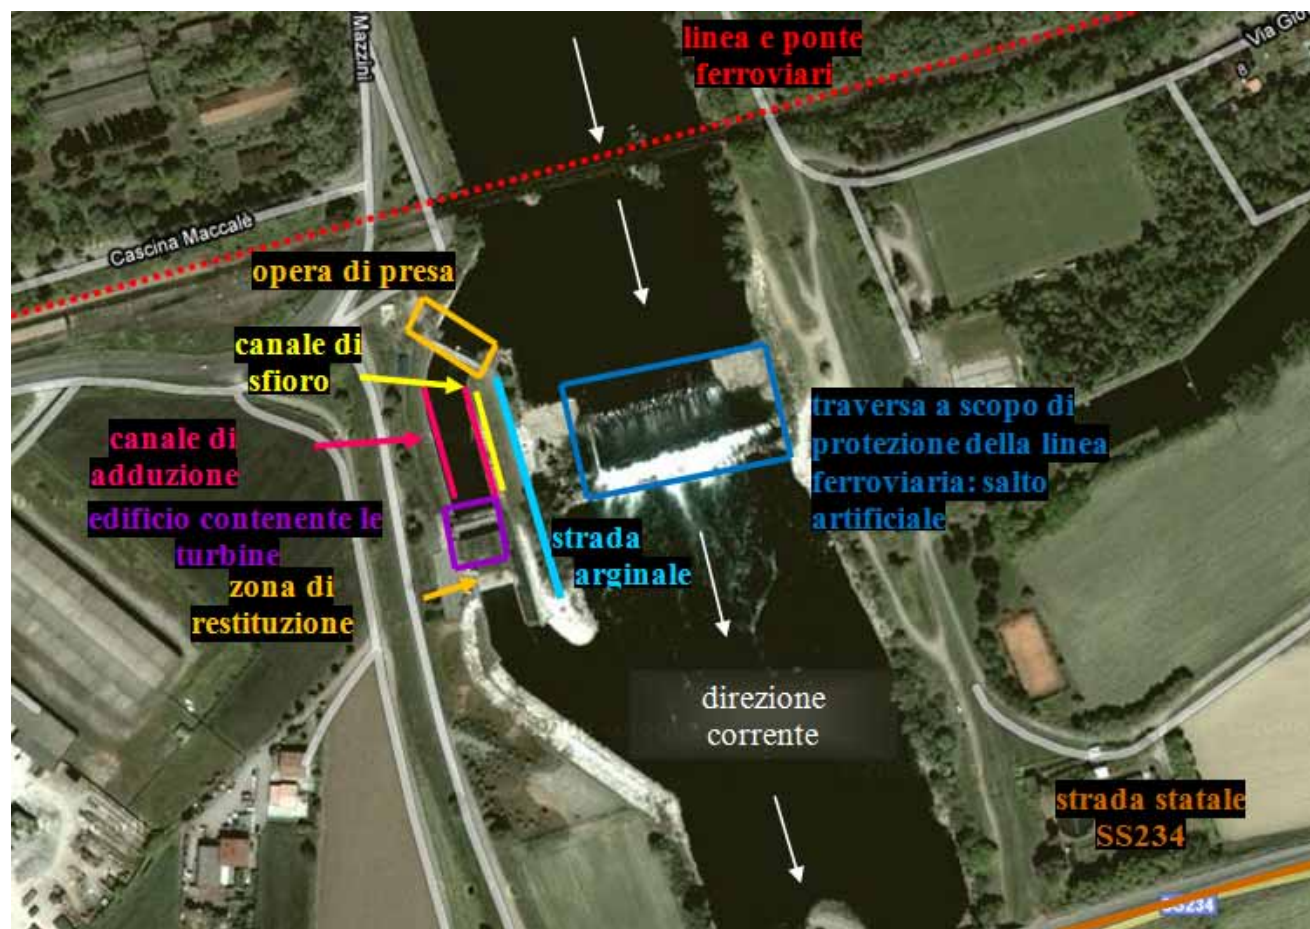 Mazzini
linea e ponte
ferroviari
Via Gio
8
Cascina Maccalè
opera di presa
canale di
sfioro
canale di
adduzione
edificio contenente le
turbine
zona di
restituzione
strada
arginale
traversa a scopo di
protezione della linea
ferroviaria: salto
artificiale
direzione
corrente
strada statale
SS234
SS234